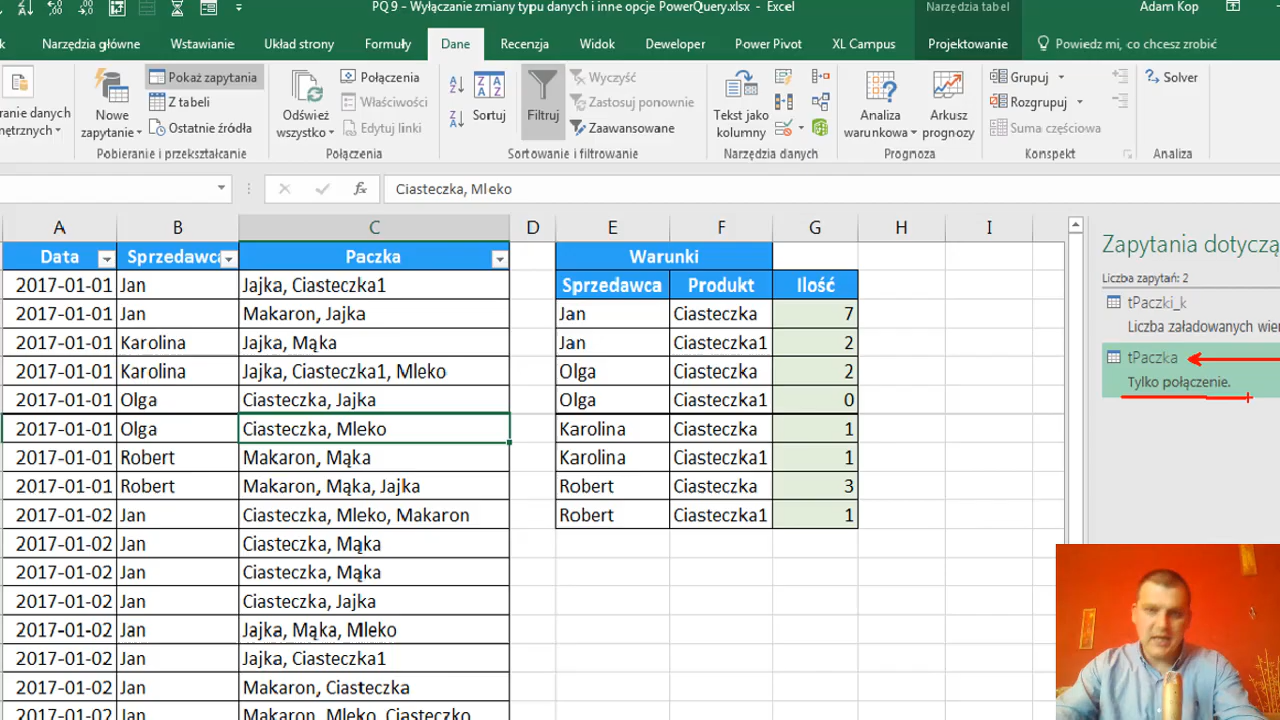 PQ 9 - Wyłączanie zmiany typu danych i inne opcje PowerQuery.xlsx - Excel
Narzędzia tabel
Adam Kop
Narzędzia główne
Wstawianie
Układ strony
Formuły
Dane
Recenzja
Widok
Developer
Power Pivot
XL Campus
Projektowanie
Powiedz mi, co chcesz zrobić
Nowe zapytanie
Pokaż zapytania
Z tabeli
Ostatnie źródła
Odśwież wszystko
Połączenia
Właściwości
Edytuj linki
Sortuj
Filtruj
Wyczyść
Zastosuj ponownie
Zaawansowane
Tekst jako kolumny
Analiza warunkowa
Arkusz prognozy
Grupuj
Rozgrupuj
Suma częściowa
Solver
Pobieranie i przekształcanie
Połączenia
Sortowanie i filtrowanie
Narzędzia danych
Prognoza
Konspekt
Analiza
fx
Ciasteczka, Mleko
A B C D E F G H I
Data Sprzedawca Paczka Warunki
2017-01-01 Jan Jajka, Ciasteczka1 Sprzedawca Produkt Ilość
2017-01-01 Jan Makaron, Jajka Jan Ciasteczka 7
2017-01-01 Karolina Jajka, Mąka Jan Ciasteczka1 2
2017-01-01 Karolina Jajka, Ciasteczka1, Mleko Olga Ciasteczka 2
2017-01-01 Olga Ciasteczka, Jajka Olga Ciasteczka1 0
2017-01-01 Olga Ciasteczka, Mleko Karolina Ciasteczka 1
2017-01-01 Robert Makaron, Mąka Karolina Ciasteczka1 1
2017-01-01 Robert Makaron, Mąka, Jajka Robert Ciasteczka 3
2017-01-02 Jan Ciasteczka, Mleko, Makaron Robert Ciasteczka1 1
2017-01-02 Jan Ciasteczka, Mąka
2017-01-02 Jan Ciasteczka, Mąka
2017-01-02 Jan Ciasteczka, Jajka
2017-01-02 Jan Jajka, Mąka, Mleko
2017-01-02 Jan Jajka, Ciasteczka1
2017-01-02 Jan Makaron, Ciasteczka
2017-01-02 Jan Makaron, Mleko, Ciasteczko
Zapytania dotyczą
Liczba zapytań: 2
tPaczki_k
Liczba załadowanych wier
tPaczka
Tylko połączenie.